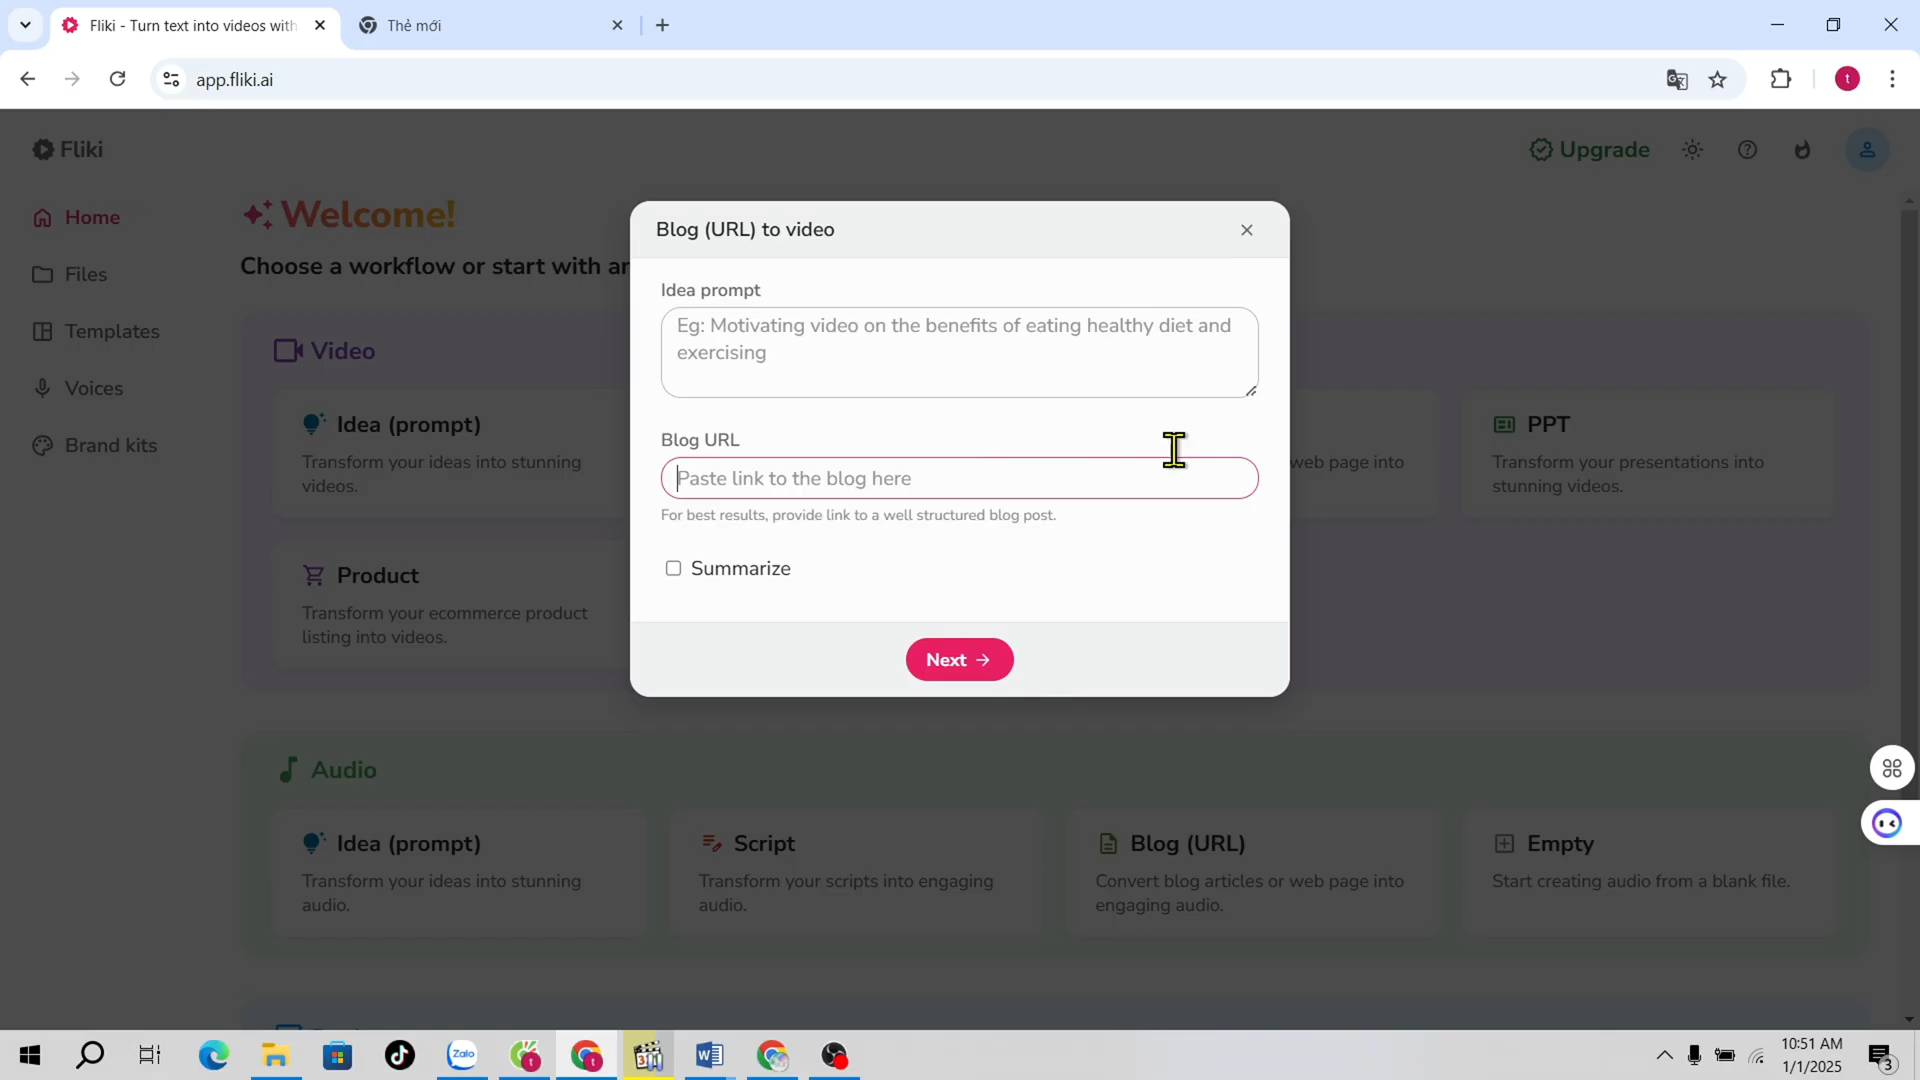 Fliki - Turn text into videos with
Thẻ mới
app.fliki.ai
t
Fliki
Upgrade
Home
Files
Templates
Voices
Brand kits
Welcome!
Choose a workflow or start with an
Video
Idea (prompt)
Transform your ideas into stunning
videos.
web page into
PPT
Transform your presentations into
stunning videos.
Product
Transform your ecommerce product
listing into videos.
Blog (URL) to video
Idea prompt
Eg: Motivating video on the benefits of eating healthy diet and
exercising
Blog URL
Paste link to the blog here
For best results, provide link to a well structured blog post.
Summarize
Next →
Audio
Idea (prompt)
Transform your ideas into stunning
audio.
Script
Transform your scripts into engaging
audio.
Blog (URL)
Convert blog articles or web page into
engaging audio.
Empty
Start creating audio from a blank file.
Zalo
10:51 AM
1/1/2025
3